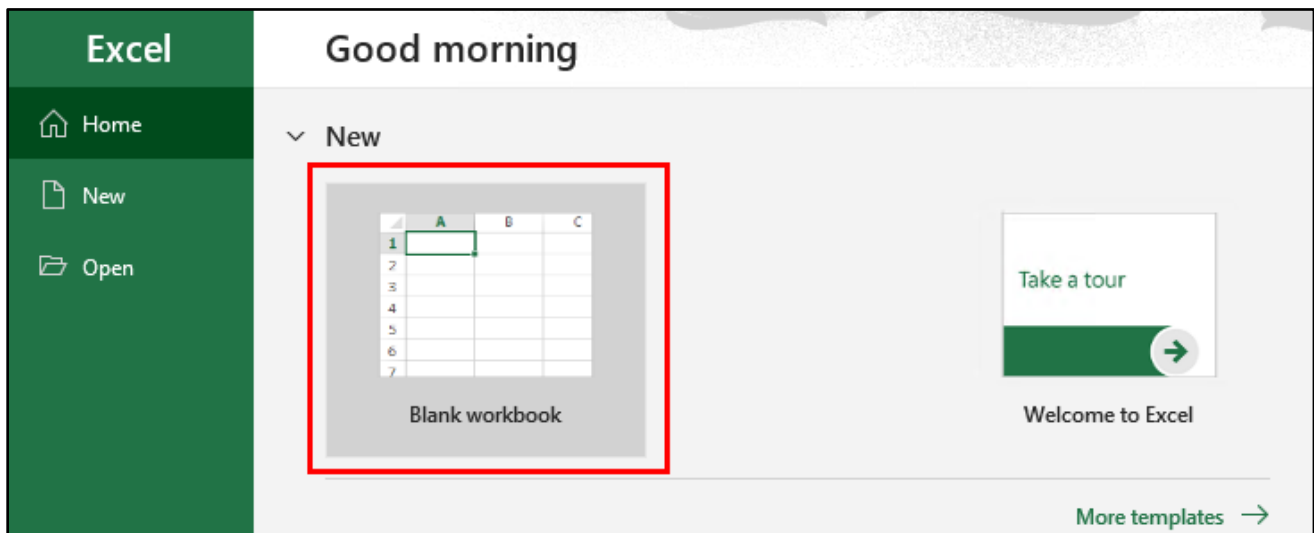 Excel
Good morning
Home
New
Open
New
A B C
1
2
3
4
5
6
7
Blank workbook
Take a tour
Welcome to Excel
More templates